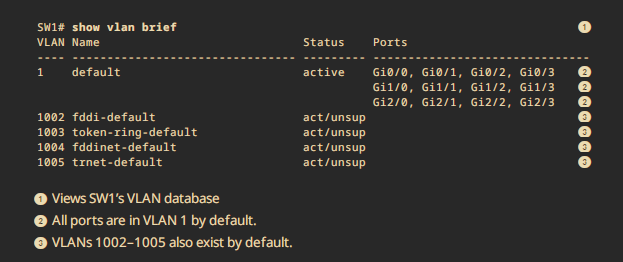 SW1# show vlan brief ①
VLAN Name Status Ports
---- -------------------------------- --------- -------------------------------
1 default active Gi0/0, Gi0/1, Gi0/2, Gi0/3 ②
Gi1/0, Gi1/1, Gi1/2, Gi1/3 ②
Gi2/0, Gi2/1, Gi2/2, Gi2/3 ②
1002 fddi-default act/unsup ③
1003 token-ring-default act/unsup ③
1004 fddinet-default act/unsup ③
1005 trnet-default act/unsup ③
① Views SW1’s VLAN database
② All ports are in VLAN 1 by default.
③ VLANs 1002–1005 also exist by default.